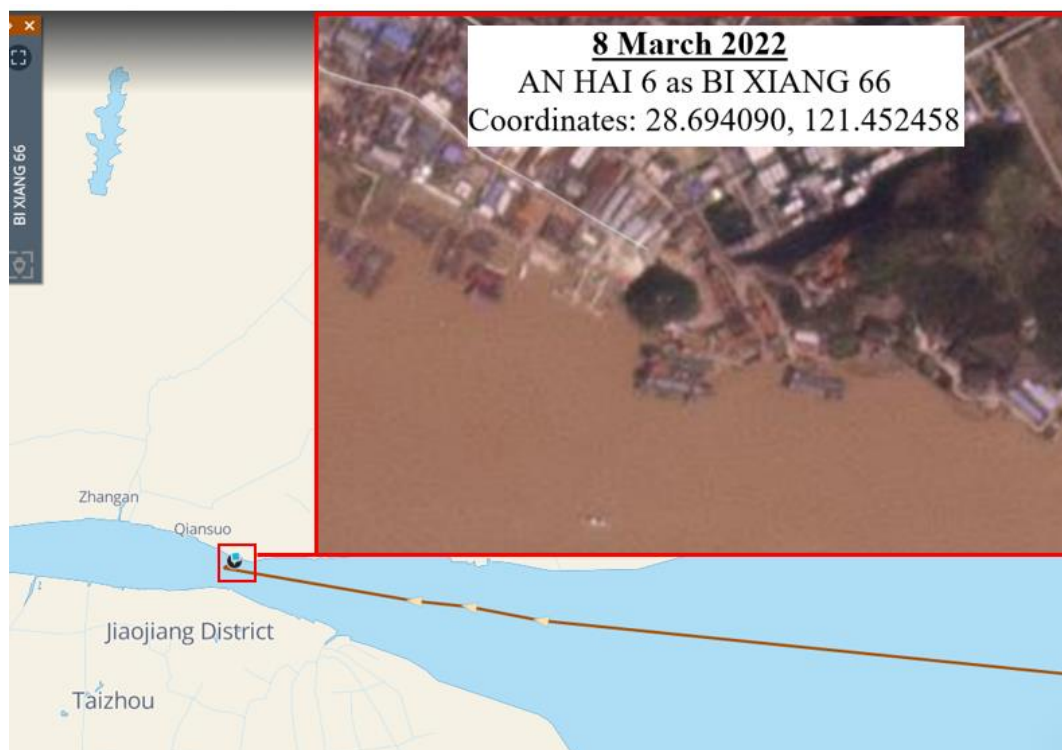 BI XIANG 66
8 March 2022
AN HAI 6 as BI XIANG 66
Coordinates: 28.694090, 121.452458
Zhangan
Qiansuo
Jiaojiang District
Taizhou